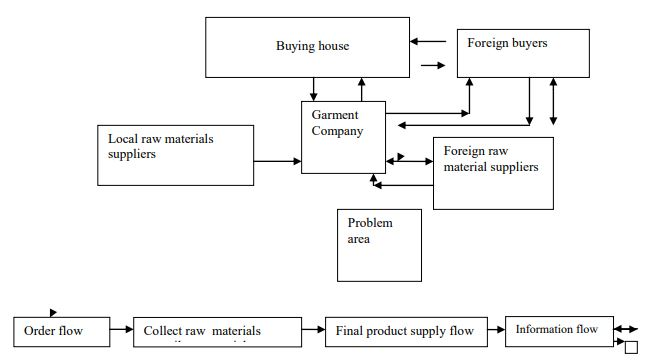 Buying house
Foreign buyers
Garment
Company
Local raw materials
suppliers
Foreign raw
material suppliers
Problem
area
Order flow
Collect raw materials
Final product supply flow
Information flow